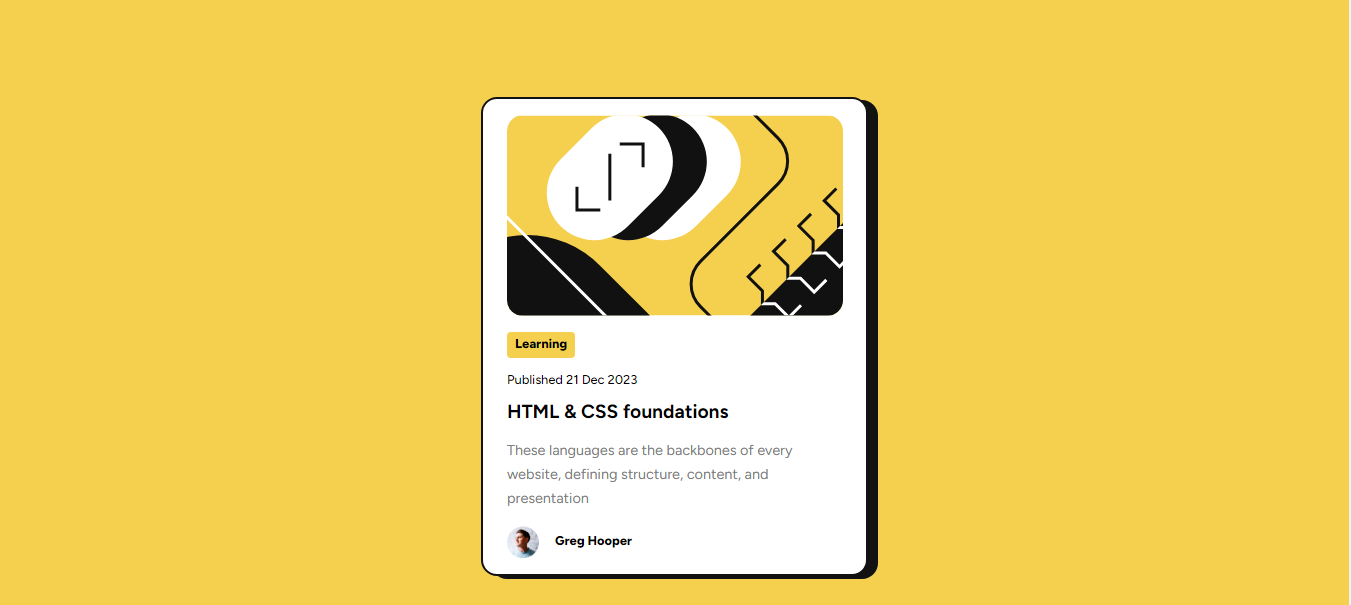 Learning
Published 21 Dec 2023
HTML & CSS foundations
These languages are the backbones of every
website, defining structure, content, and
presentation
Greg Hooper